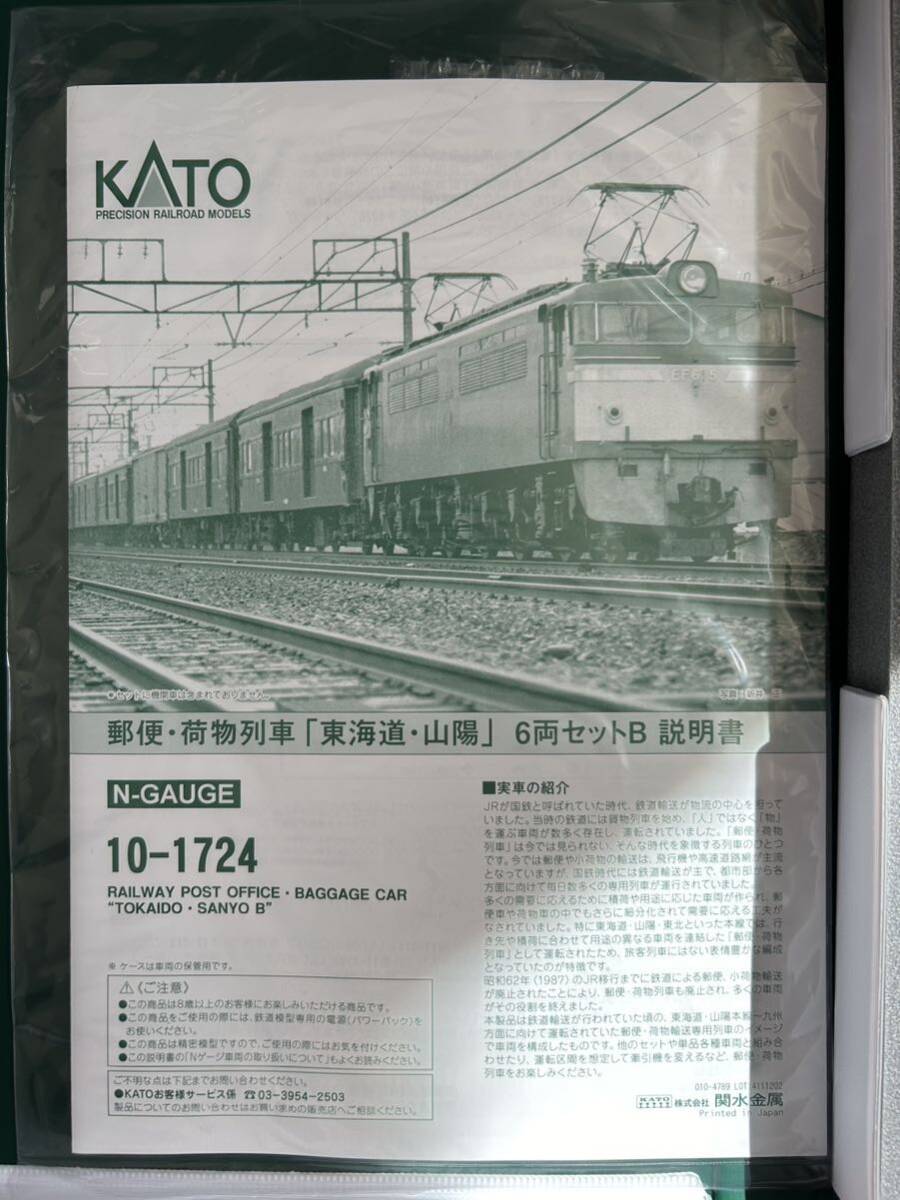 KATO
PRECISION RAILROAD MODELS
EF61 5
※セットに機関車は含まれておりません。
郵便・荷物列車「東海道・山陽」 6両セットB 説明書
N-GAUGE
10-1724
RAILWAY POST OFFICE・BAGGAGE CAR
“TOKAIDO・SANYO B”
※ ケースは車両の保管用です。
⚠〈ご注意〉
●この商品は8歳以上のお客様にお楽しみいただける商品です。
●この商品をご使用の際には、鉄道模型専用の電源(パワーパック)を
お使いください。
●この商品は精密模型ですので、ご使用の際にはお気を付けください。
●この説明書の「Nゲージ車両の取り扱いについて」もよくお読みください。
ご不明な点は下記までお問い合わせください。
●KATOお客様サービス係 ☎03-3954-2503
製品についてのお問い合わせはお買い求めの販売店へご相談ください。
■実車の紹介
JRが国鉄と呼ばれていた時代、鉄道輸送が物流の中心を担って
いました。当時の鉄道には貨物列車を始め、「人」ではなく「物」
を運ぶ車両が数多く存在し、運転されていました。「郵便・荷物
列車」は今では見られない、そんな時代を象徴する列車のひとつ
です。今では郵便や小荷物の輸送は、飛行機や高速道路網が主流
となっていますが、国鉄時代には鉄道輸送が主で、都市部から各
方面に向けて毎日数多くの専用列車が運行されていました。
多くの需要に応えるために積荷や用途に応じた車両が作られ、郵
便車や荷物車の中でもさらに細分化されて需要に応える工夫が
なされていました。特に東海道・山陽・東北といった本線では、行
き先や積荷に合わせて用途の異なる車両を連結した「郵便・荷物
列車」として運転されたため、旅客列車にはない表情豊かな編成
となっていたのが特徴です。
昭和62年(1987)のJR移行までに鉄道による郵便、小荷物輸送
が廃止されたことにより、郵便・荷物列車も廃止され、多くの車両
がその役割を終えました。
本製品は鉄道輸送が行われていた頃の、東海道・山陽本線〜九州
方面に向けて運転されていた郵便・荷物輸送専用列車のイメージ
で車両を構成したものです。他のセットや単品各種車両と組み合
わせたり、運転区間を想定して牽引機を変えるなど、郵便・荷物
列車をお楽しみください。
010-4789 LOT:4111202
KATO 株式会社 関水金属
Printed in Japan